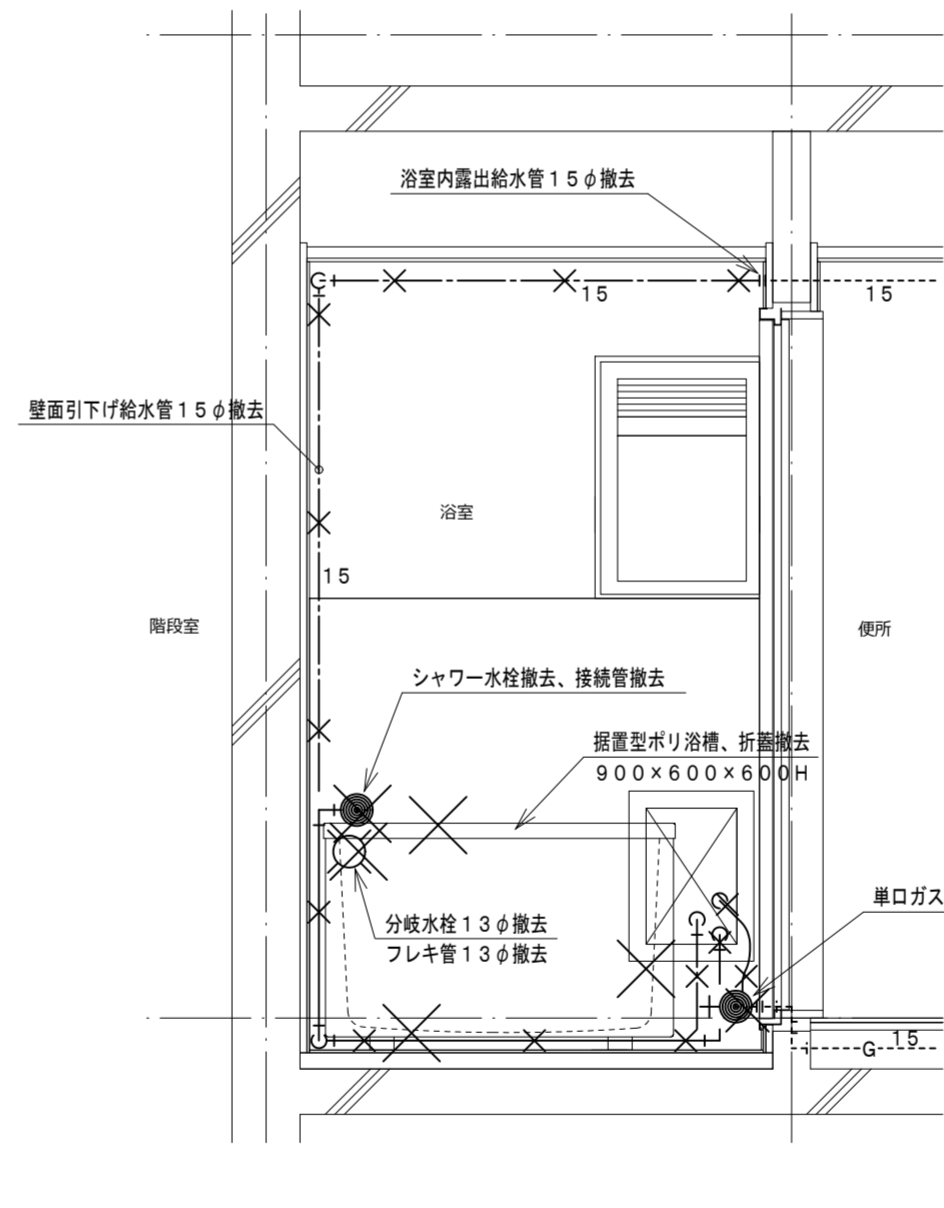 浴室内露出給水管１５φ撤去
１５
１５
壁面引下げ給水管１５φ撤去
浴室
１５
階段室
便所
シャワー水栓撤去、接続管撤去
据置型ポリ浴槽、折蓋撤去
９００×６００×６００Ｈ
単口ガス
分岐水栓１３φ撤去
フレキ管１３φ撤去
１５
G